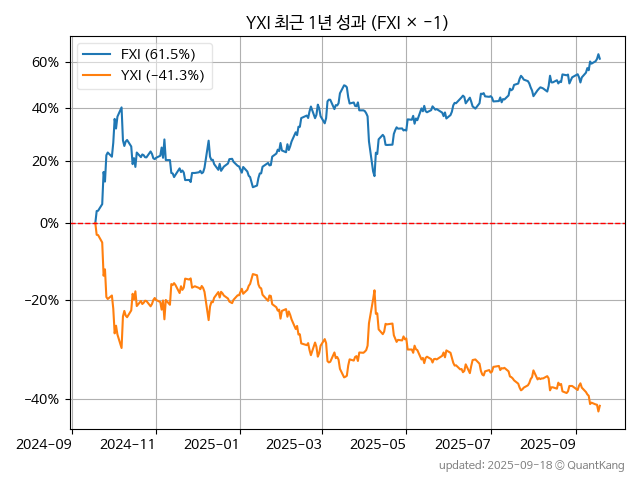 YXI 최근 1년 성과 (FXI × −1)
FXI (61.5%)
YXI (−41.3%)
60%
40%
20%
0%
−20%
−40%
2024-09 2024-11 2025-01 2025-03 2025-05 2025-07 2025-09
updated: 2025-09-18 © QuantKang